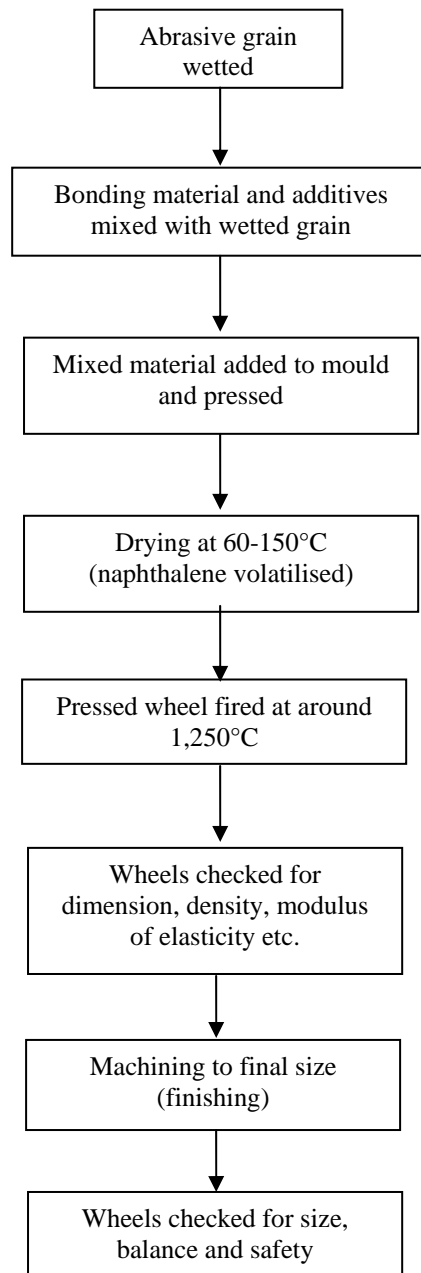 Abrasive grain
wetted
Bonding material and additives
mixed with wetted grain
Mixed material added to mould
and pressed
Drying at 60-150°C
(naphthalene volatilised)
Pressed wheel fired at around
1,250°C
Wheels checked for
dimension, density, modulus
of elasticity etc.
Machining to final size
(finishing)
Wheels checked for size,
balance and safety